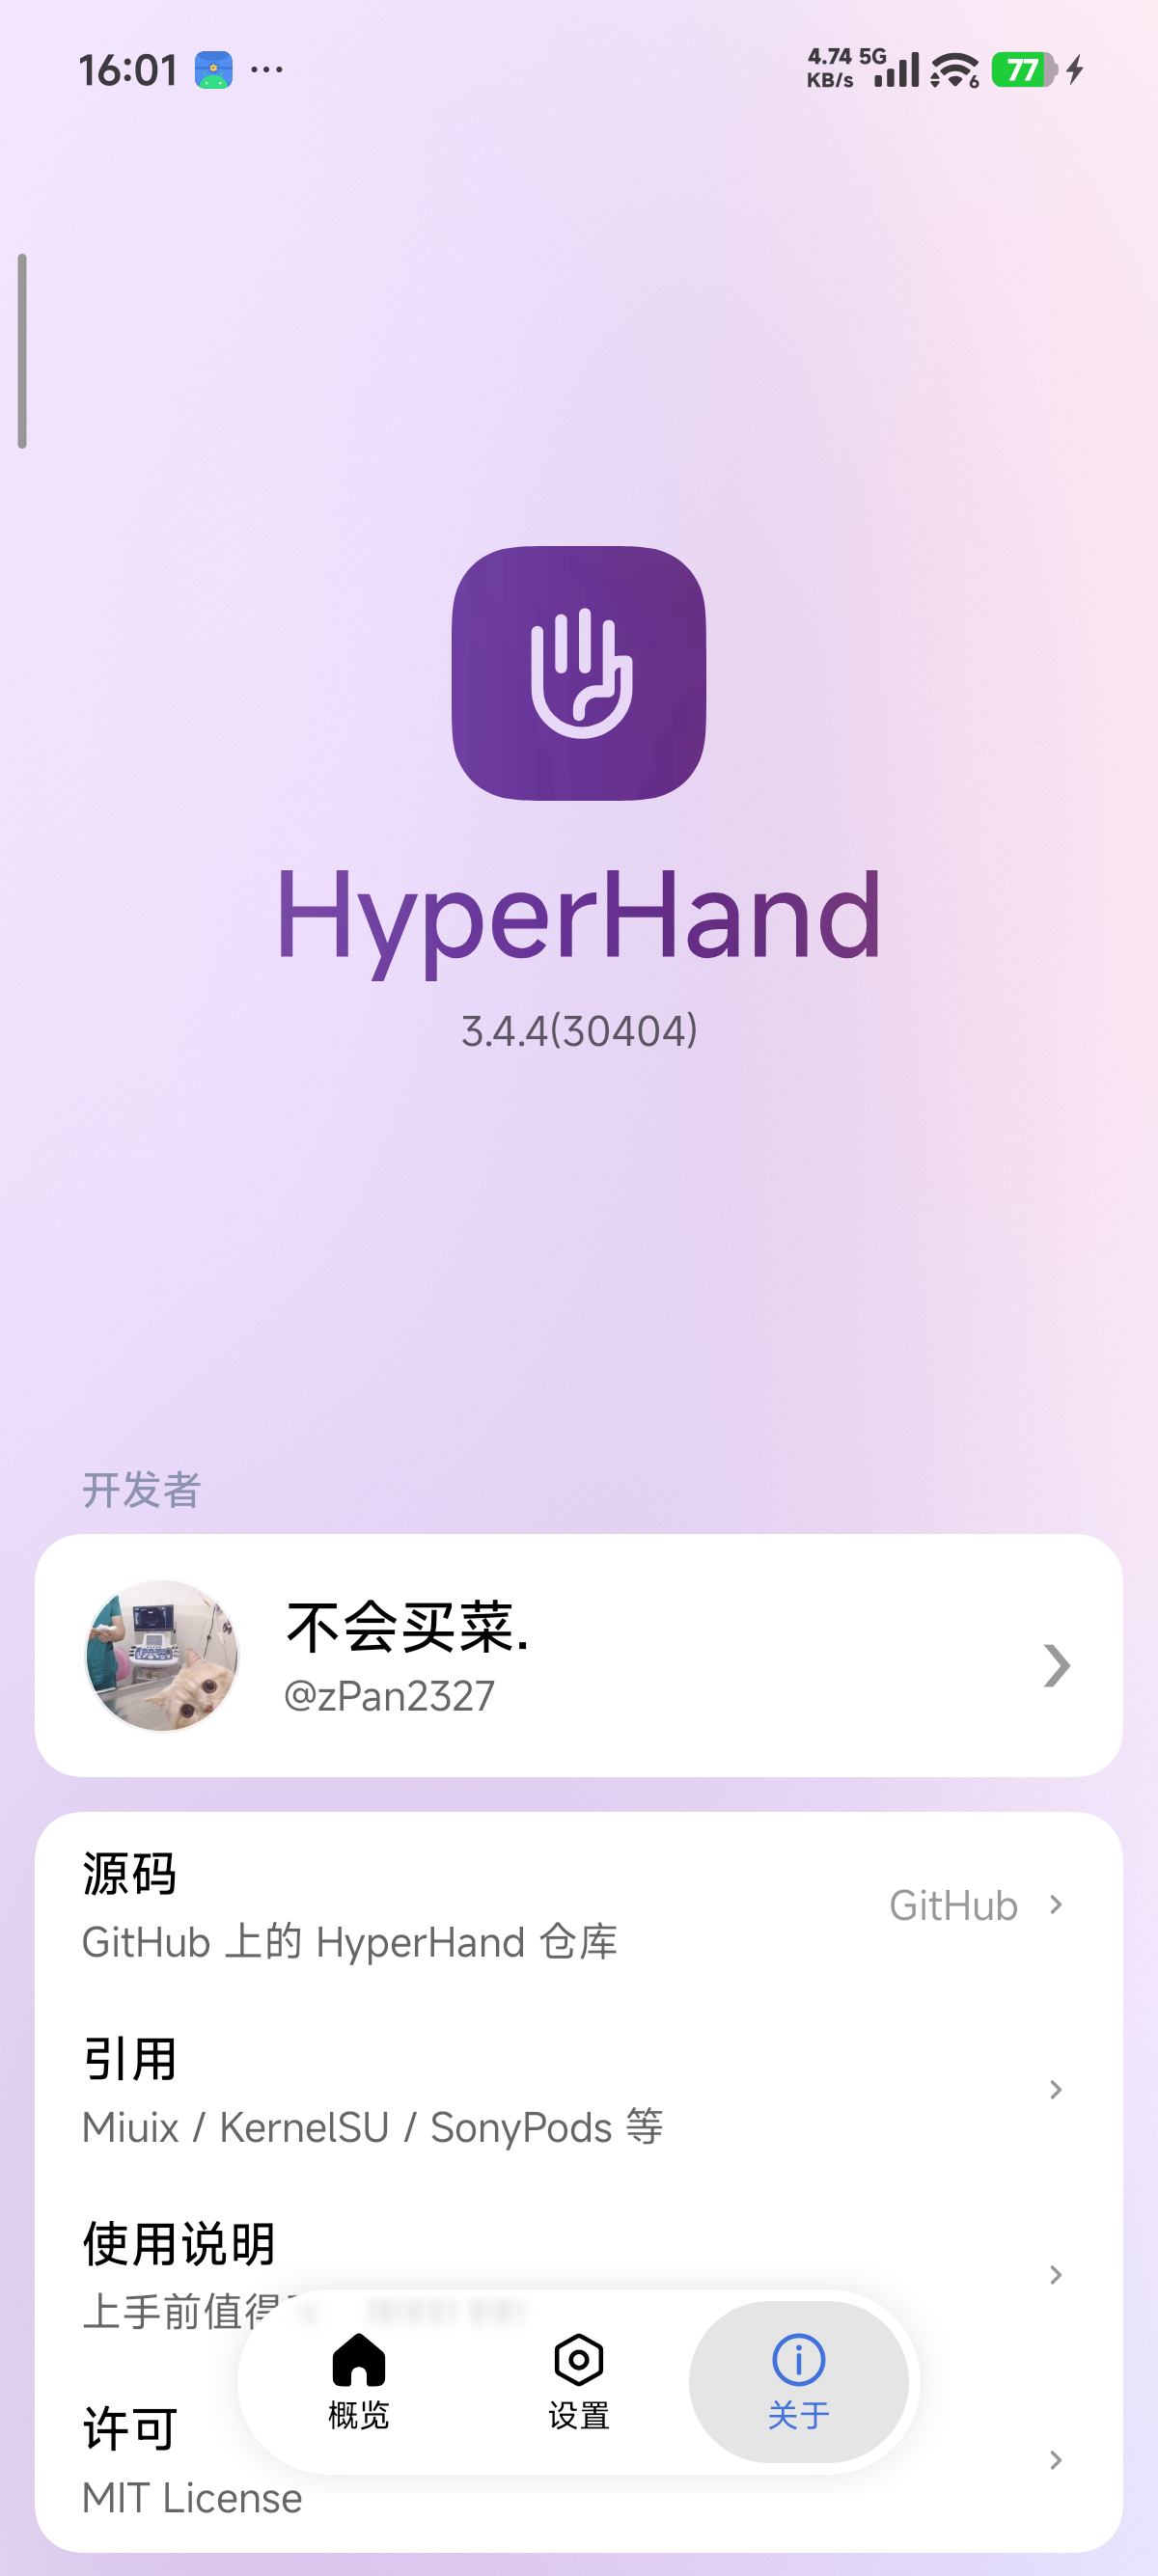 16:01 ...
4.74 KB/s 5G 6 77
HyperHand
3.4.4(30404)
开发者
不会买菜.
@zPan2327
源码
GitHub 上的 HyperHand 仓库
GitHub
引用
Miuix / KernelSU / SonyPods 等
使用说明
上手前值得
许可
MIT License
概览
设置
关于